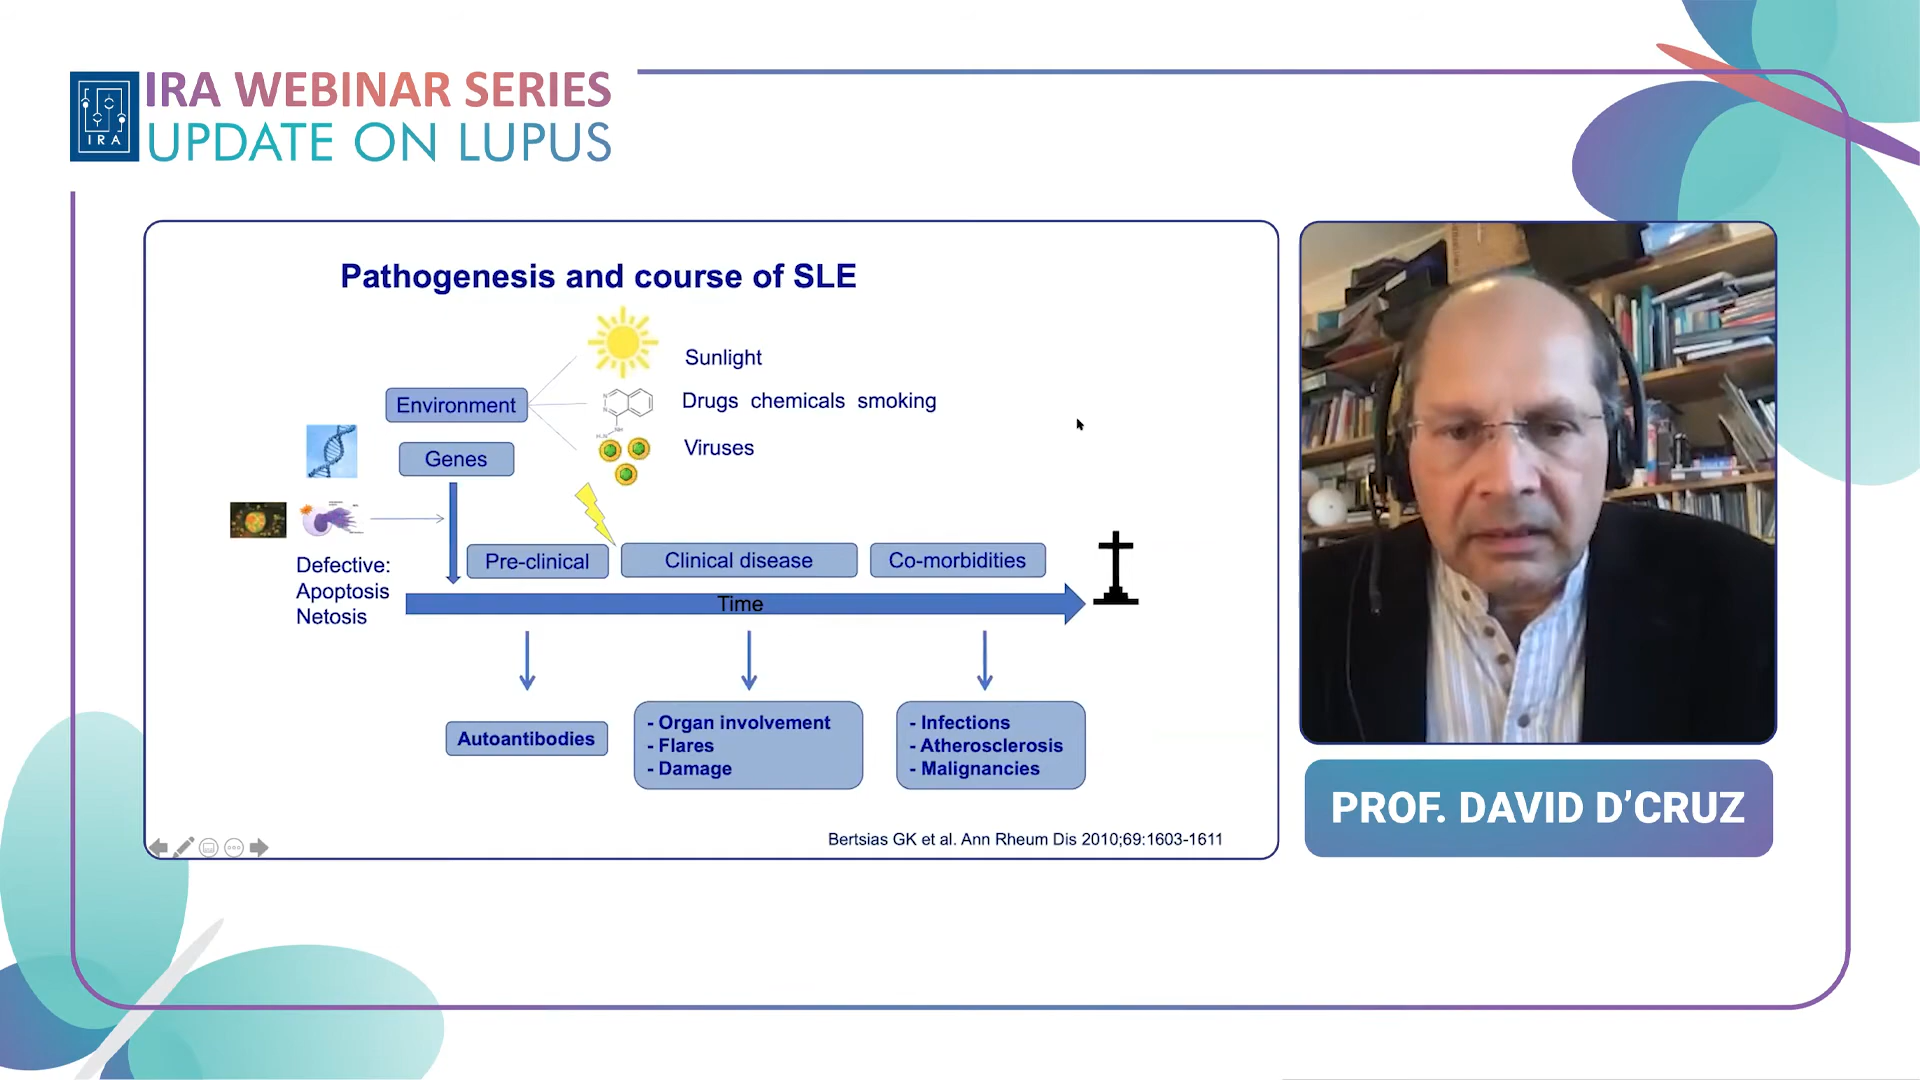 IRA
IRA WEBINAR SERIES
UPDATE ON LUPUS
Pathogenesis and course of SLE
Sunlight
Environment
Drugs chemicals smoking
Viruses
Genes
Defective:
Apoptosis
Netosis
Pre-clinical
Clinical disease
Co-morbidities
Time
Autoantibodies
- Organ involvement
- Flares
- Damage
- Infections
- Atherosclerosis
- Malignancies
Bertsias GK et al. Ann Rheum Dis 2010;69:1603-1611
PROF. DAVID D’CRUZ